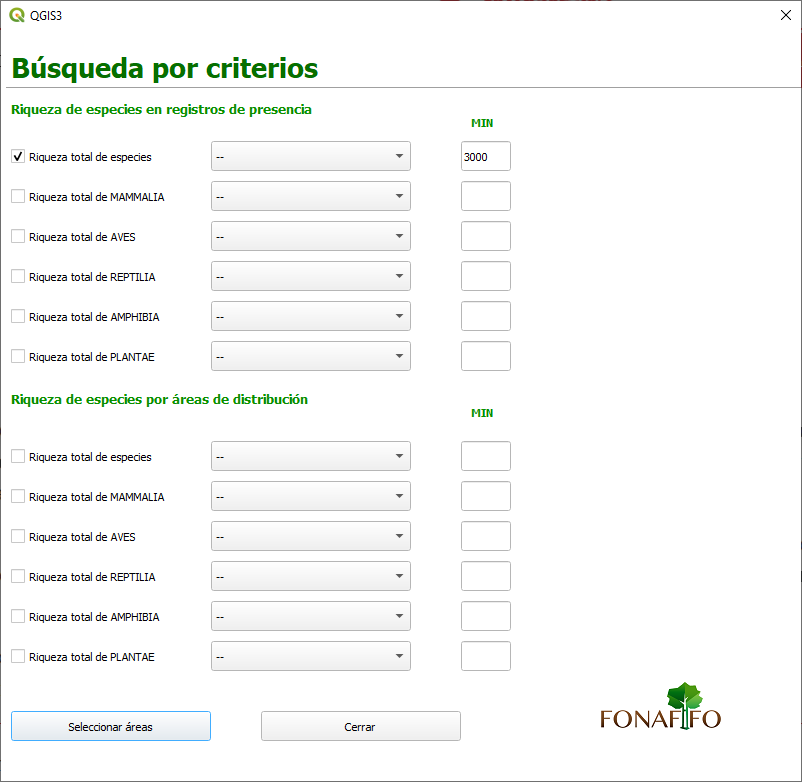 QGIS3
Búsqueda por criterios
Riqueza de especies en registros de presencia
MIN
Riqueza total de especies -- 3000
Riqueza total de MAMMALIA --
Riqueza total de AVES --
Riqueza total de REPTILIA --
Riqueza total de AMPHIBIA --
Riqueza total de PLANTAE --
Riqueza de especies por áreas de distribución
MIN
Riqueza total de especies --
Riqueza total de MAMMALIA --
Riqueza total de AVES --
Riqueza total de REPTILIA --
Riqueza total de AMPHIBIA --
Riqueza total de PLANTAE --
Seleccionar áreas Cerrar
FONAFIFO